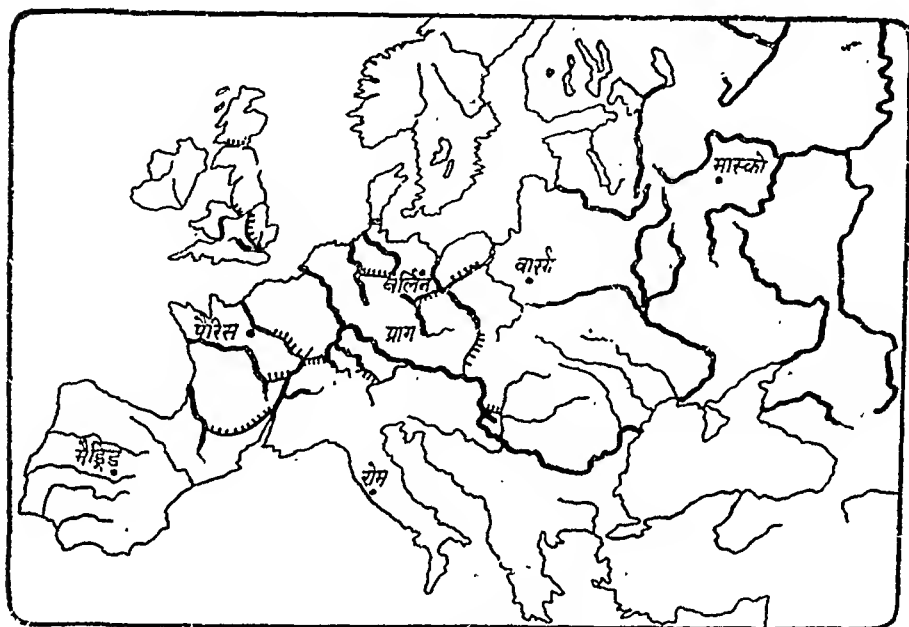 मास्को
वार्सा
बर्लिन
प्राग
पैरिस
मैड्रिड
रोम